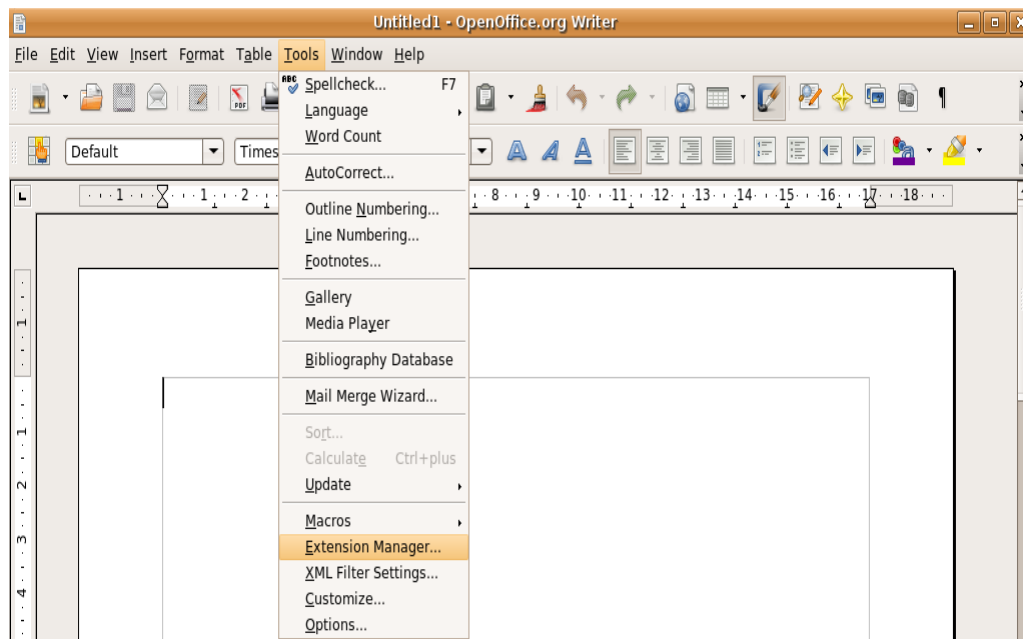 Untitled1 - OpenOffice.org Writer
File Edit View Insert Format Table Tools Window Help
Spellcheck... F7
Language
Word Count
AutoCorrect...
Outline Numbering...
Line Numbering...
Footnotes...
Gallery
Media Player
Bibliography Database
Mail Merge Wizard...
Sort...
Calculate Ctrl+plus
Update
Macros
Extension Manager...
XML Filter Settings...
Customize...
Options...
ABC
PDF
Default
Times
1 1 2 8 9 10 11 12 13 14 15 16 17 18
1
1
2
3
4